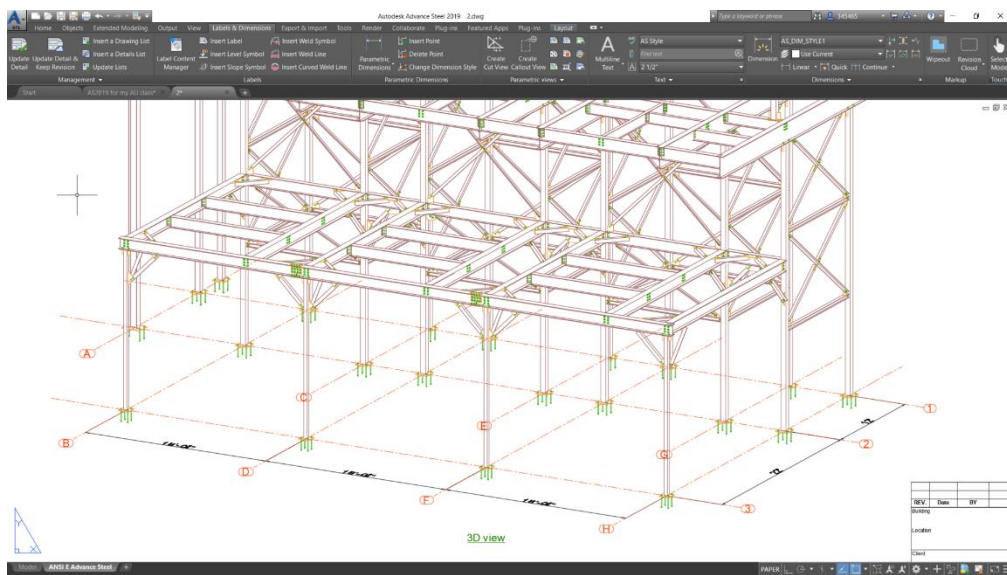 Autodesk Advance Steel 2019 2.dwg
Type a keyword or phrase
345465
Home Objects Extended Modeling Output View Labels & Dimensions Export & Import Tools Render Collaborate Plug-ins Featured Apps Plug-ins Layout
Update Detail
Update Detail & Keep Revision
Insert a Drawing List
Insert a Details List
Update Lists
Management
Label Content Manager
Insert Label
Insert Level Symbol
Insert Slope Symbol
Insert Weld Symbol
Insert Weld Line
Insert Curved Weld Line
Labels
Parametric Dimensions
Insert Point
Delete Point
Change Dimension Style
Parametric Dimensions
Create Cut View
Create Callout View
Parametric views
Multiline Text
AS Style
Find text
2 1/2"
Text
Dimension
AS_DIM_STYLE1
Use Current
Linear
Quick
Continue
Dimensions
Wipeout
Revision Cloud
Markup
Select Mode
Touch
Start
AS2019 for my AU class*
2*
A
B
C
D
E
F
G
H
1
2
3
3D view
REV. Date BY
Building
Location
Client
Y
X
Model ANSI E Advance Steel
PAPER